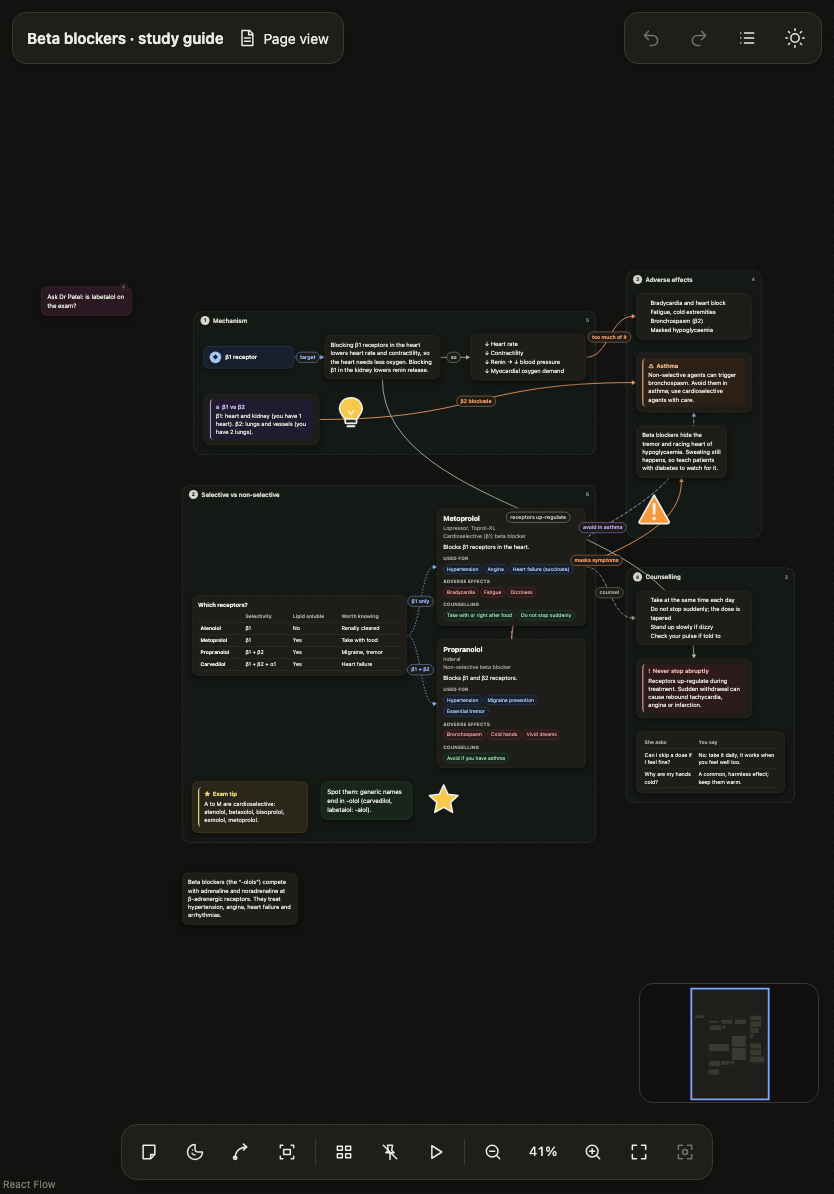 Beta blockers · study guide
Page view
Ask Dr Patel: is labetalol on
the exam?
1 Mechanism 5
β1 receptor
target
Blocking β1 receptors in the heart
lowers heart rate and contractility, so
the heart needs less oxygen. Blocking
β1 in the kidney lowers renin release.
so
↓ Heart rate
↓ Contractility
↓ Renin → ↓ blood pressure
↓ Myocardial oxygen demand
β1 vs β2
β1: heart and kidney (you have 1
heart). β2: lungs and vessels (you
have 2 lungs).
too much of it
β2 blockade
3 Adverse effects 4
Bradycardia and heart block
Fatigue, cold extremities
Bronchospasm (β2)
Masked hypoglycaemia
⚠ Asthma
Non-selective agents can trigger
bronchospasm. Avoid them in
asthma; use cardioselective
agents with care.
Beta blockers hide the
tremor and racing heart of
hypoglycaemia. Sweating still
happens, so teach patients
with diabetes to watch for it.
2 Selective vs non-selective 6
Which receptors?
Selectivity Lipid soluble Worth knowing
Atenolol β1 No Renally cleared
Metoprolol β1 Yes Take with food
Propranolol β1 + β2 Yes Migraine, tremor
Carvedilol β1 + β2 + α1 Yes Heart failure
β1 only
β1 + β2
Metoprolol
receptors up-regulate
Lopressor, Toprol-XL
Cardioselective (β1) beta blocker
Blocks β1 receptors in the heart.
USED FOR
Hypertension Angina Heart failure (succinate)
ADVERSE EFFECTS
Bradycardia Fatigue Dizziness
COUNSELLING
Take with or right after food Do not stop suddenly
avoid in asthma
masks symptoms
counsel
Propranolol
Inderal
Non-selective beta blocker
Blocks β1 and β2 receptors.
USED FOR
Hypertension Migraine prevention
Essential tremor
ADVERSE EFFECTS
Bronchospasm Cold hands Vivid dreams
COUNSELLING
Avoid if you have asthma
★ Exam tip
A to M are cardioselective:
atenolol, betaxolol, bisoprolol,
esmolol, metoprolol.
Spot them: generic names
end in -olol (carvedilol,
labetalol: -alol).
4 Counselling 3
Take at the same time each day
Do not stop suddenly; the dose is
tapered
Stand up slowly if dizzy
Check your pulse if told to
! Never stop abruptly
Receptors up-regulate during
treatment. Sudden withdrawal can
cause rebound tachycardia,
angina or infarction.
She asks You say
Can I skip a dose if I feel fine? No: take it daily, it works when you feel well too.
Why are my hands cold? A common, harmless effect; keep them warm.
Beta blockers (the "-olols") compete
with adrenaline and noradrenaline at
β-adrenergic receptors. They treat
hypertension, angina, heart failure and
arrhythmias.
41%
React Flow